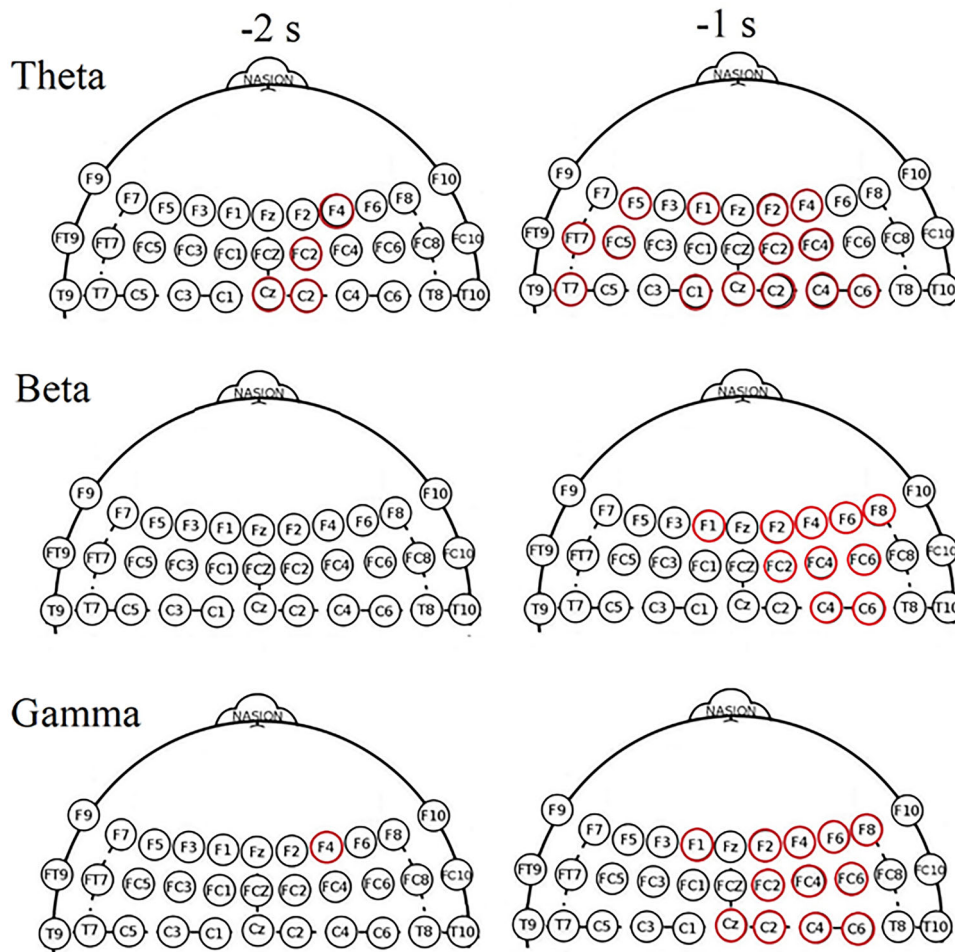 -2 s -1 s
Theta
NASION NASION
F9 F10 F9 F10
F7 F5 F3 F1 Fz F2 F4 F6 F8 F7 F5 F3 F1 Fz F2 F4 F6 F8
FT9 FT7 FC5 FC3 FC1 FCZ FC2 FC4 FC6 FC8 FC10 FT9 FT7 FC5 FC3 FC1 FCZ FC2 FC4 FC6 FC8 FC10
T9 T7 C5 C3 C1 Cz C2 C4 C6 T8 T10 T9 T7 C5 C3 C1 Cz C2 C4 C6 T8 T10
Beta
NASION NASION
F9 F10 F9 F10
F7 F5 F3 F1 Fz F2 F4 F6 F8 F7 F5 F3 F1 Fz F2 F4 F6 F8
FT9 FT7 FC5 FC3 FC1 FCZ FC2 FC4 FC6 FC8 FC10 FT9 FT7 FC5 FC3 FC1 FCZ FC2 FC4 FC6 FC8 FC10
T9 T7 C5 C3 C1 Cz C2 C4 C6 T8 T10 T9 T7 C5 C3 C1 Cz C2 C4 C6 T8 T10
Gamma
NASION NASION
F9 F10 F9 F10
F7 F5 F3 F1 Fz F2 F4 F6 F8 F7 F5 F3 F1 Fz F2 F4 F6 F8
FT9 FT7 FC5 FC3 FC1 FCZ FC2 FC4 FC6 FC8 FC10 FT9 FT7 FC5 FC3 FC1 FCZ FC2 FC4 FC6 FC8 FC10
T9 T7 C5 C3 C1 Cz C2 C4 C6 T8 T10 T9 T7 C5 C3 C1 Cz C2 C4 C6 T8 T10